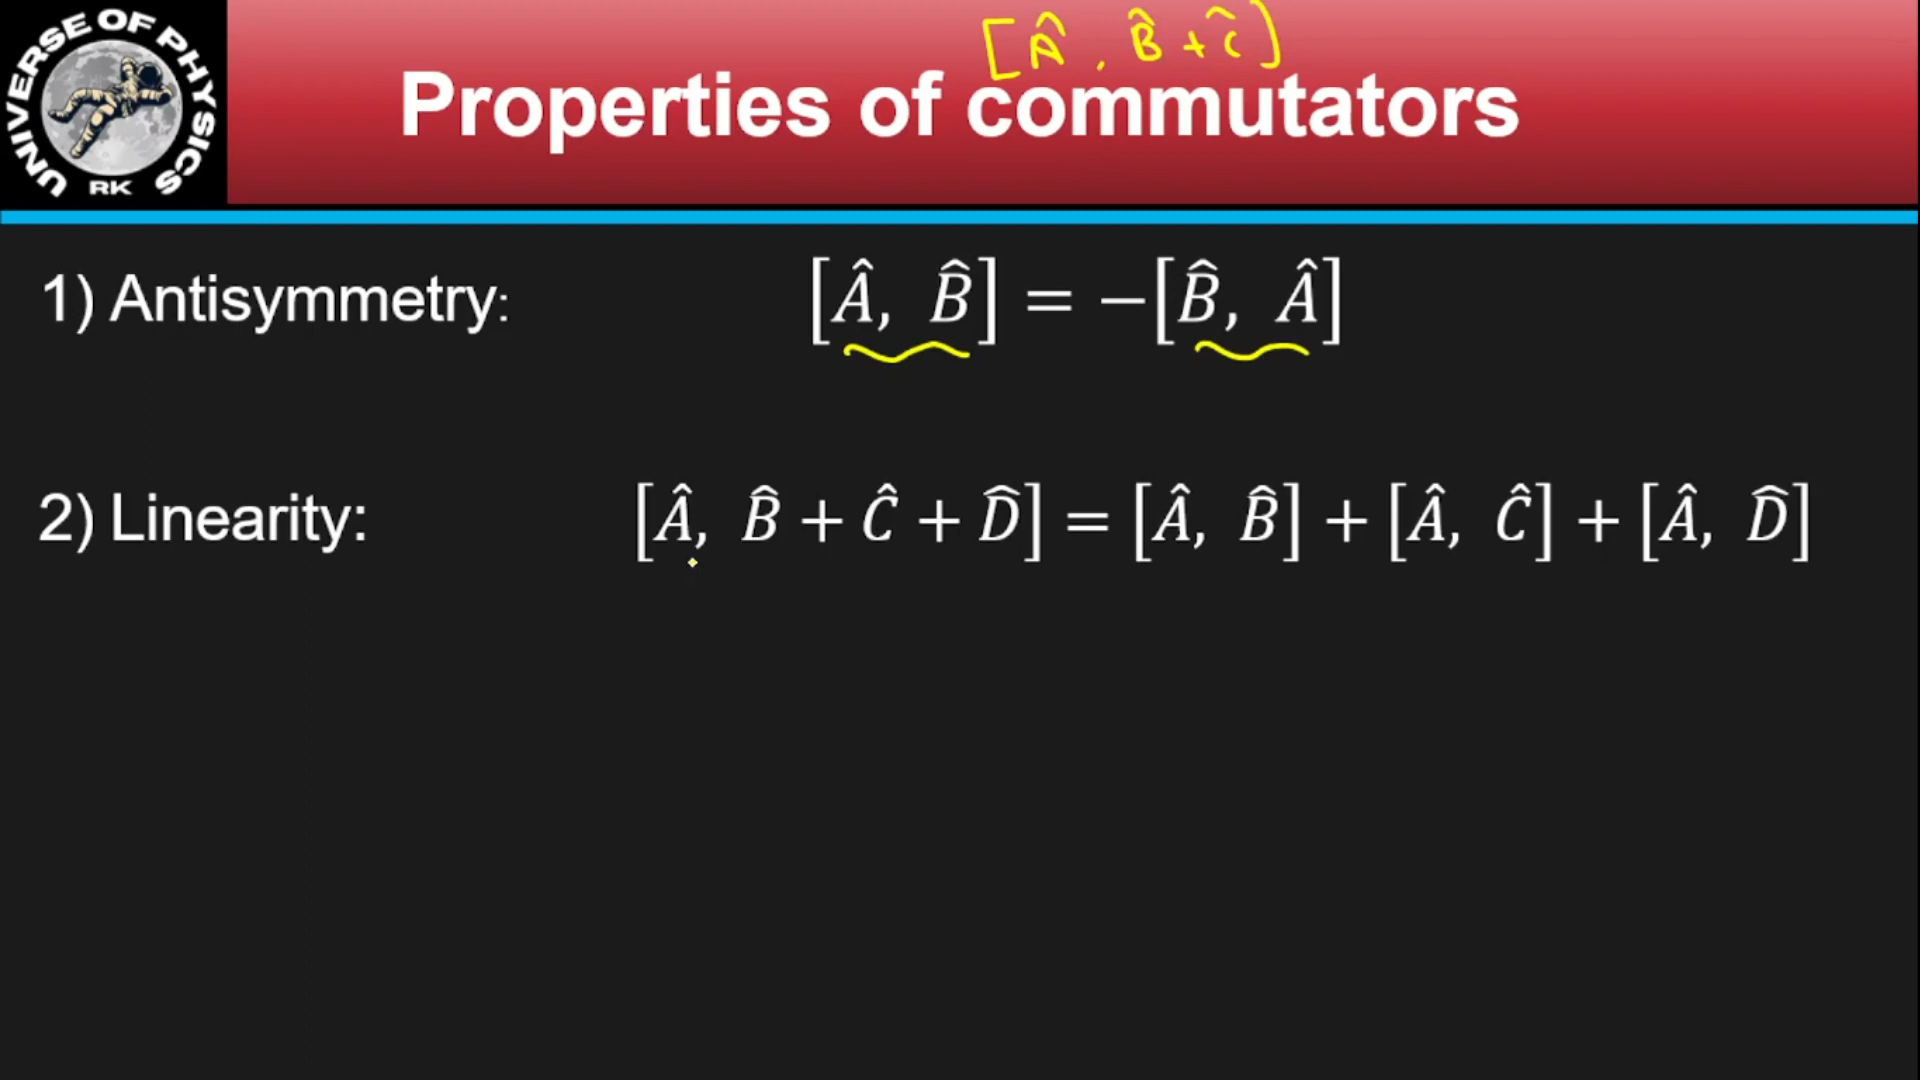 UNIVERSE OF PHYSICS
RK
[Â, B̂ + Ĉ]
Properties of commutators
1) Antisymmetry: [Â, B̂] = −[B̂, Â]
2) Linearity: [Â, B̂ + Ĉ + D̂] = [Â, B̂] + [Â, Ĉ] + [Â, D̂]